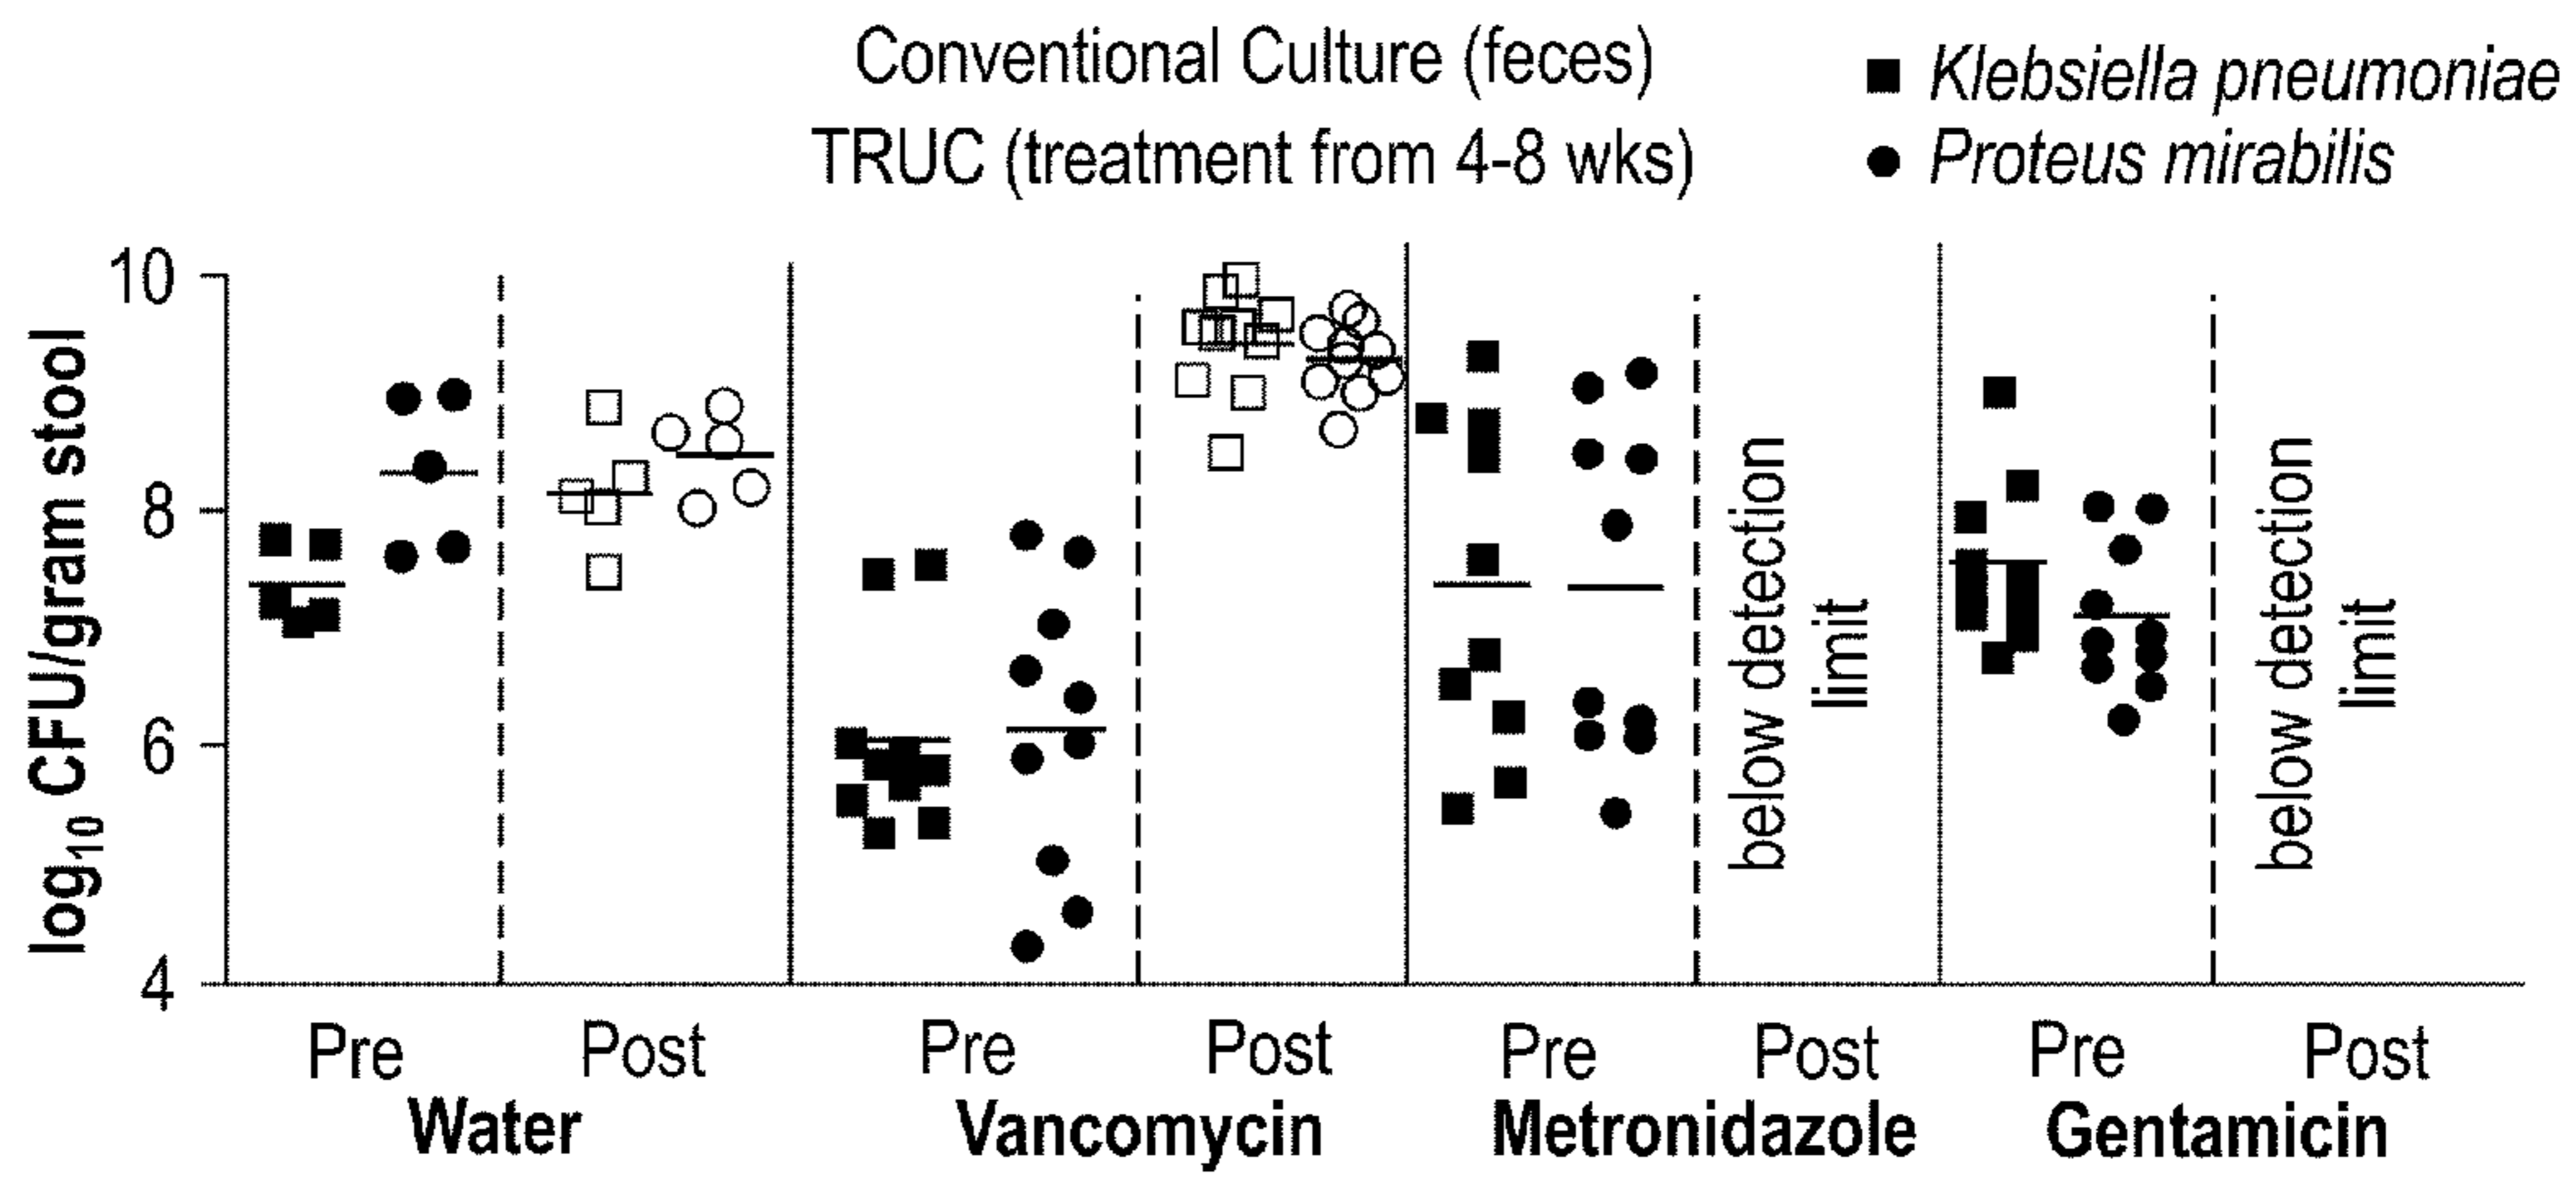 Conventional Culture (feces)
TRUC (treatment from 4-8 wks)
Klebsiella pneumoniae
Proteus mirabilis
log10 CFU/gram stool
10
8
6
4
below detection
limit
below detection
limit
Pre Post Pre Post Pre Post Pre Post
Water Vancomycin Metronidazole Gentamicin